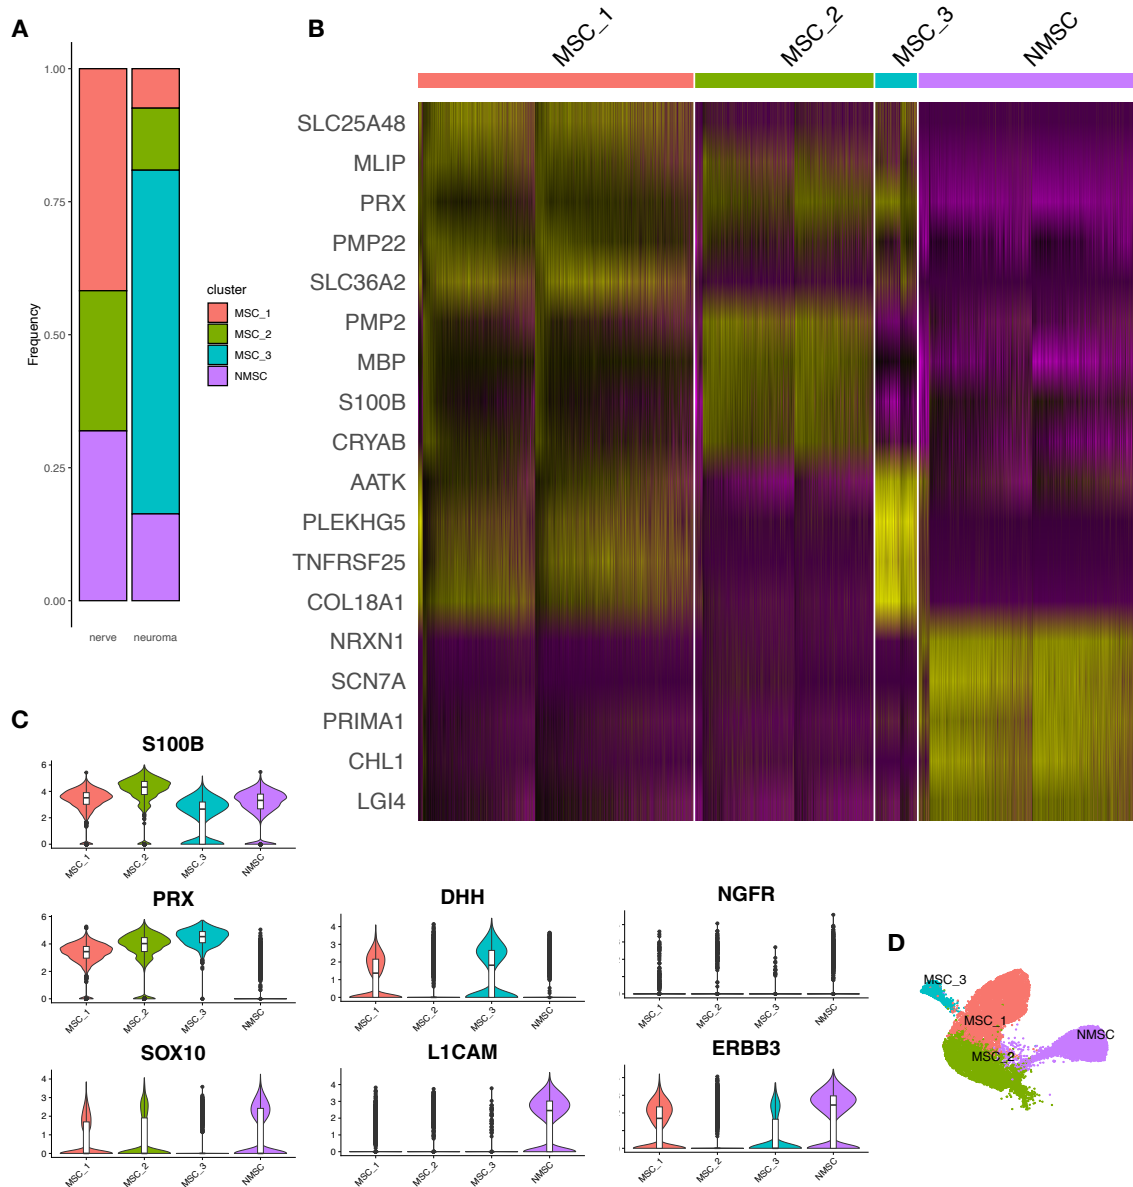 A
1.00
0.75
0.50
0.25
0.00
Frequency
nerve
neuroma
cluster
MSC_1
MSC_2
MSC_3
NMSC
B
MSC_1
MSC_2
MSC_3
NMSC
SLC25A48
MLIP
PRX
PMP22
SLC36A2
PMP2
MBP
S100B
CRYAB
AATK
PLEKHG5
TNFRSF25
COL18A1
NRXN1
SCN7A
PRIMA1
CHL1
LGI4
C
S100B
6
4
2
0
MSC_1
MSC_2
MSC_3
NMSC
PRX
6
4
2
0
MSC_1
MSC_2
MSC_3
NMSC
DHH
4
3
2
1
0
MSC_1
MSC_2
MSC_3
NMSC
NGFR
MSC_1
MSC_2
MSC_3
NMSC
SOX10
4
3
2
1
0
MSC_1
MSC_2
MSC_3
NMSC
L1CAM
4
3
2
1
0
MSC_1
MSC_2
MSC_3
NMSC
ERBB3
MSC_1
MSC_2
MSC_3
NMSC
D
MSC_3
MSC_1
MSC_2
NMSC